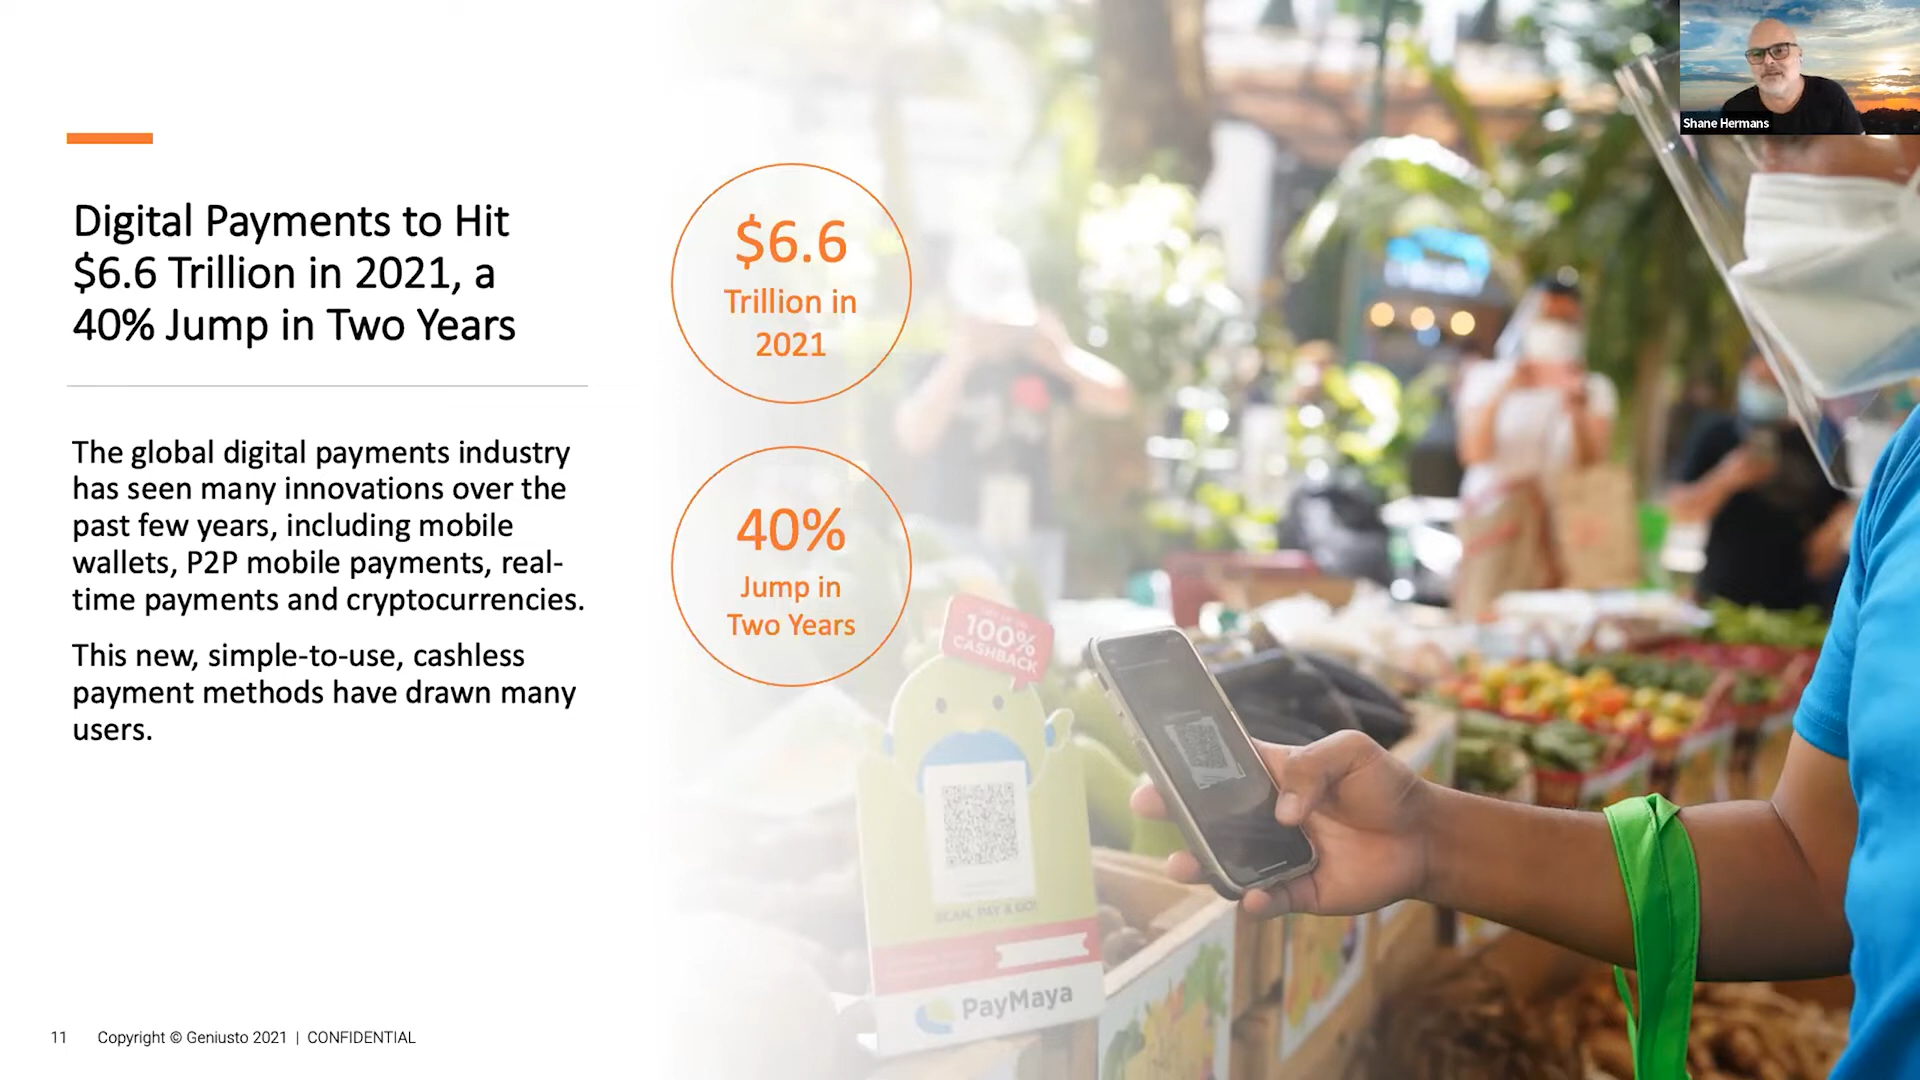 Shane Hermans
Digital Payments to Hit
$6.6 Trillion in 2021, a
40% Jump in Two Years
The global digital payments industry
has seen many innovations over the
past few years, including mobile
wallets, P2P mobile payments, real-
time payments and cryptocurrencies.
This new, simple-to-use, cashless
payment methods have drawn many
users.
$6.6
Trillion in
2021
40%
Jump in
Two Years
100%
CASHBACK
SCAN, PAY & GO!
PayMaya
11 Copyright © Geniusto 2021 | CONFIDENTIAL